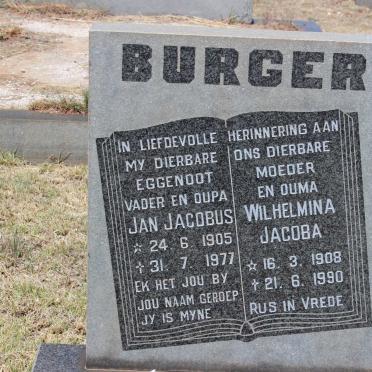 BURGER
IN LIEFDEVOLLE
MY DIERBARE
EGGENOOT
VADER EN OUPA
JAN JACOBUS
☆ 24. 6. 1905
✝ 31. 7. 1977
EK HET JOU BY
JOU NAAM GEROEP
JY IS MYNE
HERINNERING AAN
ONS DIERBARE
MOEDER
EN OUMA
WILHELMINA
JACOBA
☆ 16. 3. 1908
✝ 21. 6. 1990
RUS IN VREDE